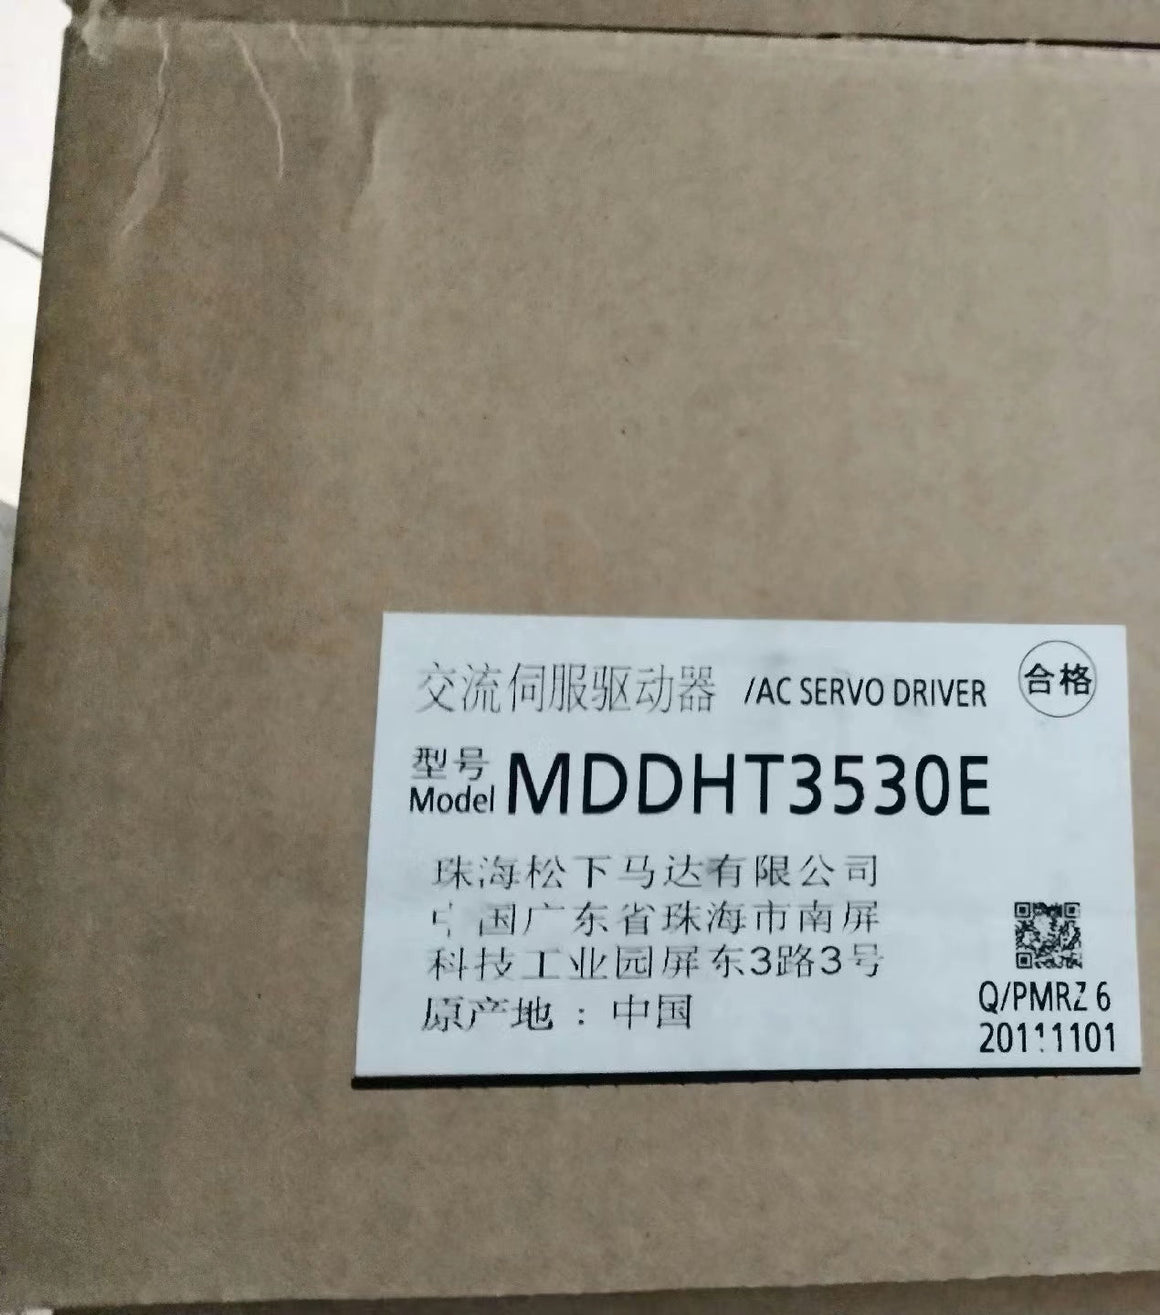 交流伺服驱动器 /AC SERVO DRIVER 合格
型号
Model MDDHT3530E
珠海松下马达有限公司
中国广东省珠海市南屏
科技工业园屏东3路3号
原产地:中国
Q/PMRZ 6
20111101